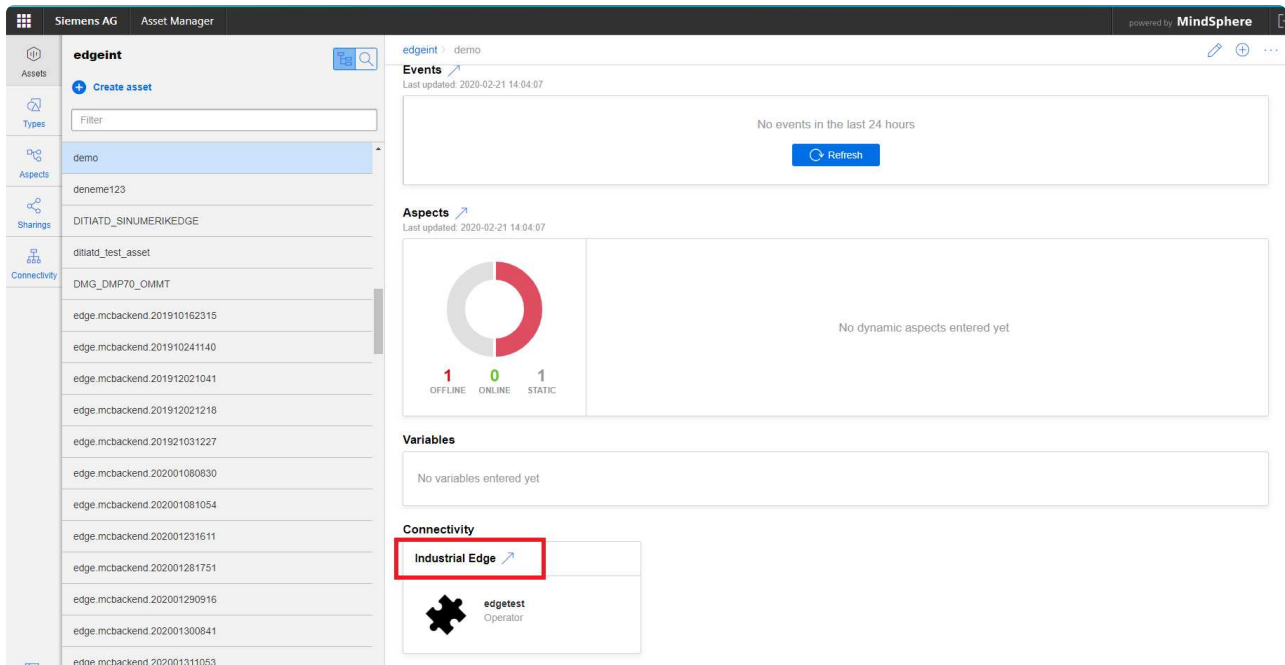 Siemens AG Asset Manager
powered by MindSphere
Assets
Types
Aspects
Sharings
Connectivity
edgeint
Create asset
Filter
demo
deneme123
DITIATD_SINUMERIKEDGE
ditiatd_test_asset
DMG_DMP70_OMMT
edge.mcbackend.201910162315
edge.mcbackend.201910241140
edge.mcbackend.201912021041
edge.mcbackend.201912021218
edge.mcbackend.201921031227
edge.mcbackend.202001080830
edge.mcbackend.202001081054
edge.mcbackend.202001231611
edge.mcbackend.202001281751
edge.mcbackend.202001290916
edge.mcbackend.202001300841
edge.mcbackend.202001311053
edgeint > demo
Events
Last updated: 2020-02-21 14:04:07
No events in the last 24 hours
Refresh
Aspects
Last updated: 2020-02-21 14:04:07
1 0 1
OFFLINE ONLINE STATIC
No dynamic aspects entered yet
Variables
No variables entered yet
Connectivity
Industrial Edge
edgetest
Operator